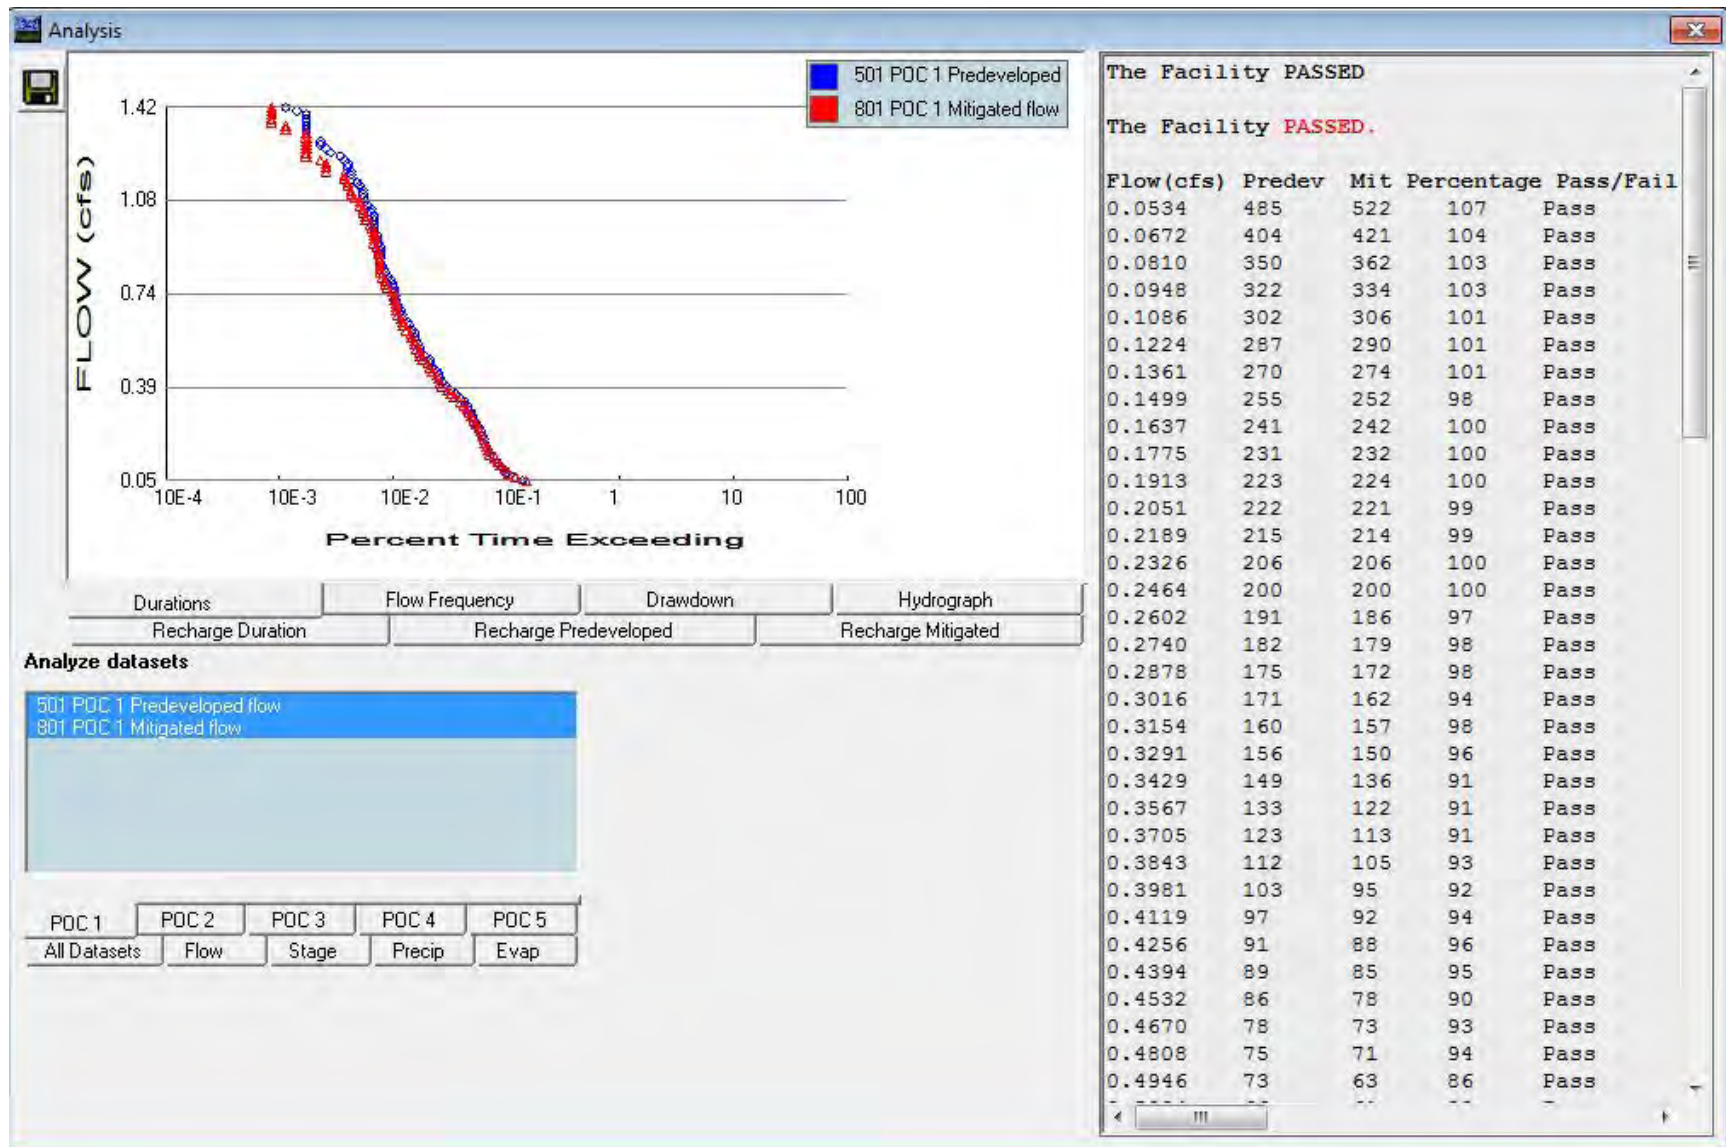 Analysis
501 POC 1 Predeveloped
801 POC 1 Mitigated flow
FLOW (cfs)
1.42
1.08
0.74
0.39
0.05
10E-4 10E-3 10E-2 10E-1 1 10 100
Percent Time Exceeding
Durations Flow Frequency Drawdown Hydrograph
Recharge Duration Recharge Predeveloped Recharge Mitigated
Analyze datasets
501 POC 1 Predeveloped flow
801 POC 1 Mitigated flow
POC 1 POC 2 POC 3 POC 4 POC 5
All Datasets Flow Stage Precip Evap
The Facility PASSED
The Facility PASSED.
Flow(cfs) Predev Mit Percentage Pass/Fail
0.0534 485 522 107 Pass
0.0672 404 421 104 Pass
0.0810 350 362 103 Pass
0.0948 322 334 103 Pass
0.1086 302 306 101 Pass
0.1224 287 290 101 Pass
0.1361 270 274 101 Pass
0.1499 255 252 98 Pass
0.1637 241 242 100 Pass
0.1775 231 232 100 Pass
0.1913 223 224 100 Pass
0.2051 222 221 99 Pass
0.2189 215 214 99 Pass
0.2326 206 206 100 Pass
0.2464 200 200 100 Pass
0.2602 191 186 97 Pass
0.2740 182 179 98 Pass
0.2878 175 172 98 Pass
0.3016 171 162 94 Pass
0.3154 160 157 98 Pass
0.3291 156 150 96 Pass
0.3429 149 136 91 Pass
0.3567 133 122 91 Pass
0.3705 123 113 91 Pass
0.3843 112 105 93 Pass
0.3981 103 95 92 Pass
0.4119 97 92 94 Pass
0.4256 91 88 96 Pass
0.4394 89 85 95 Pass
0.4532 86 78 90 Pass
0.4670 78 73 93 Pass
0.4808 75 71 94 Pass
0.4946 73 63 86 Pass